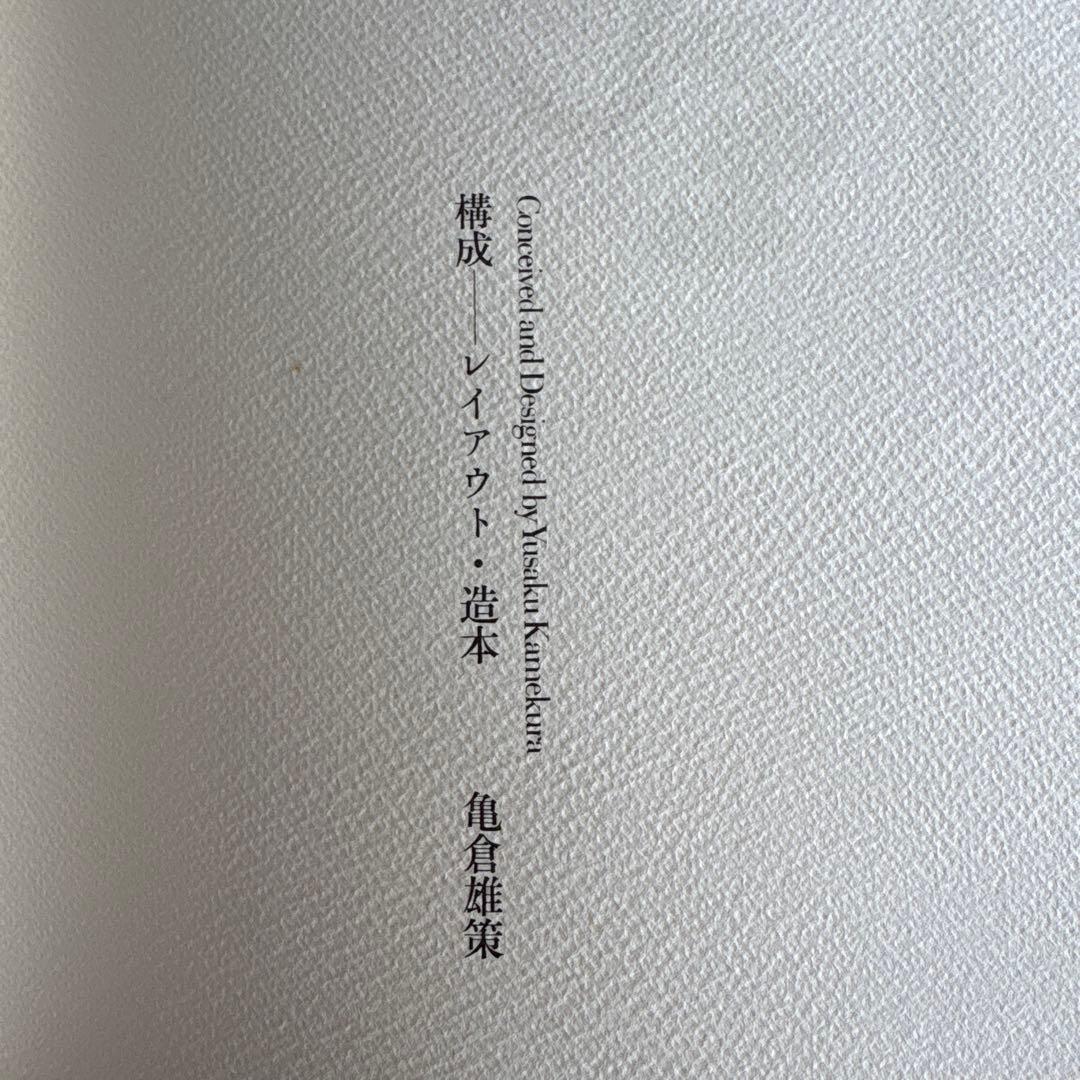 Conceived and Designed by Yusaku Kamekura
構成――レイアウト・造本　亀倉雄策